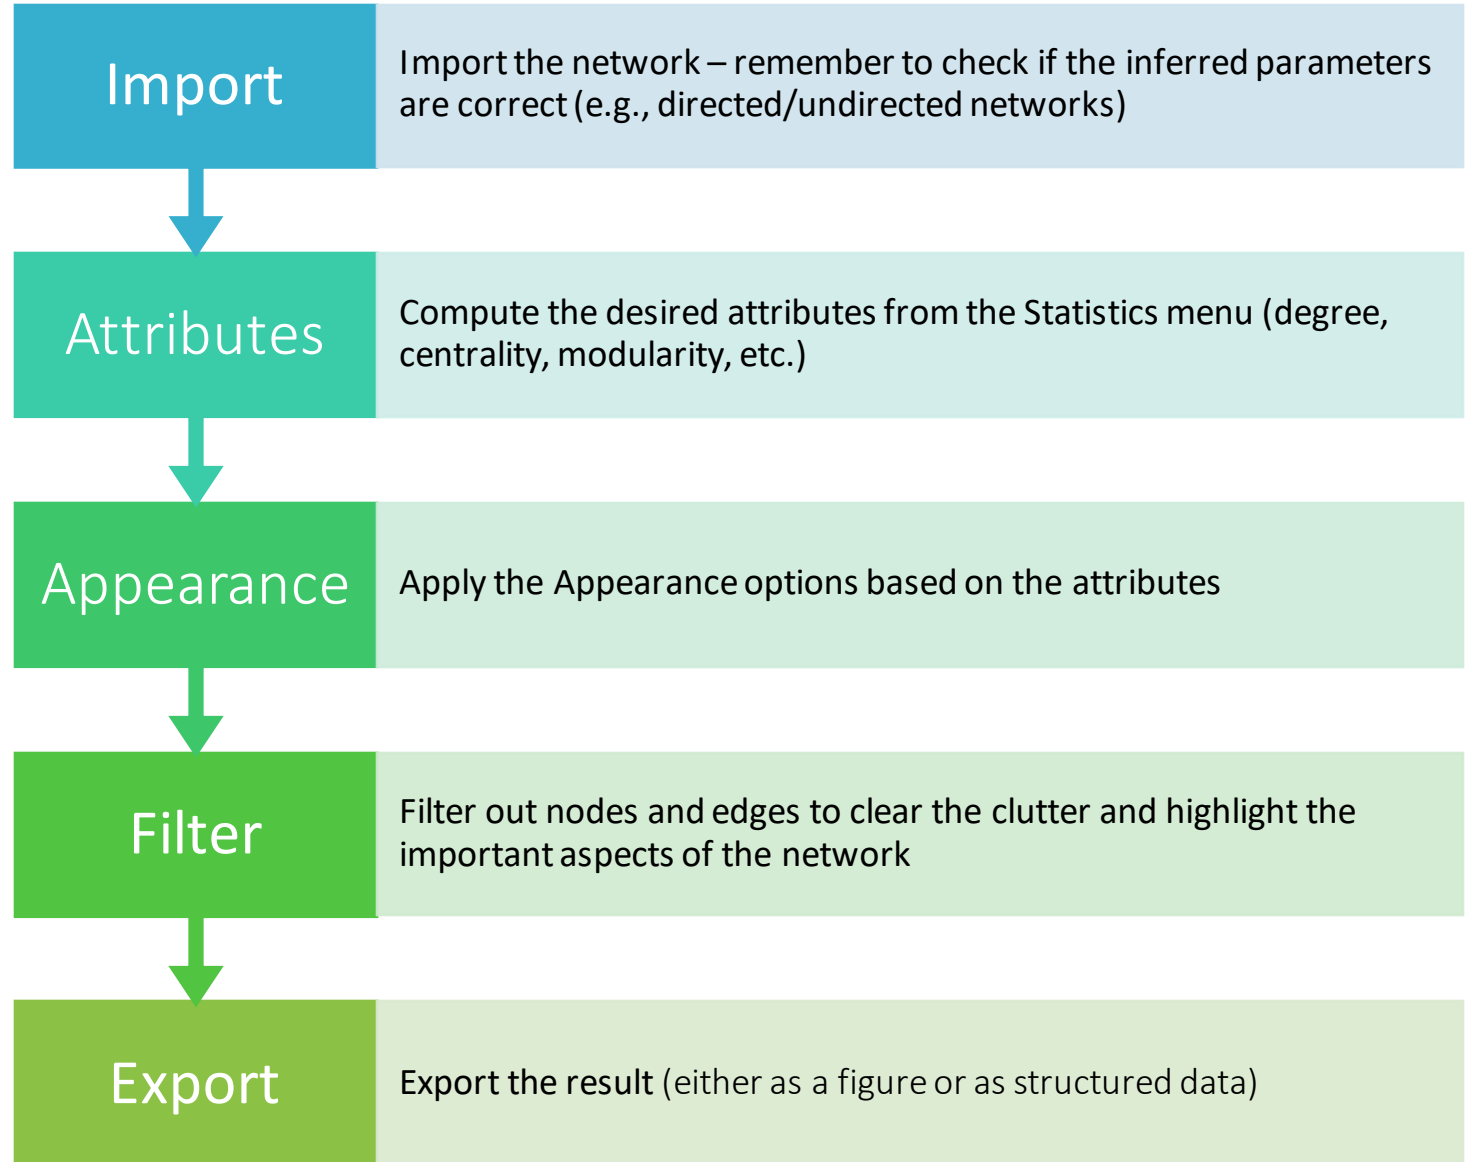 Import
Import the network – remember to check if the inferred parameters
are correct (e.g., directed/undirected networks)
Attributes
Compute the desired attributes from the Statistics menu (degree,
centrality, modularity, etc.)
Appearance
Apply the Appearance options based on the attributes
Filter
Filter out nodes and edges to clear the clutter and highlight the
important aspects of the network
Export
Export the result (either as a figure or as structured data)